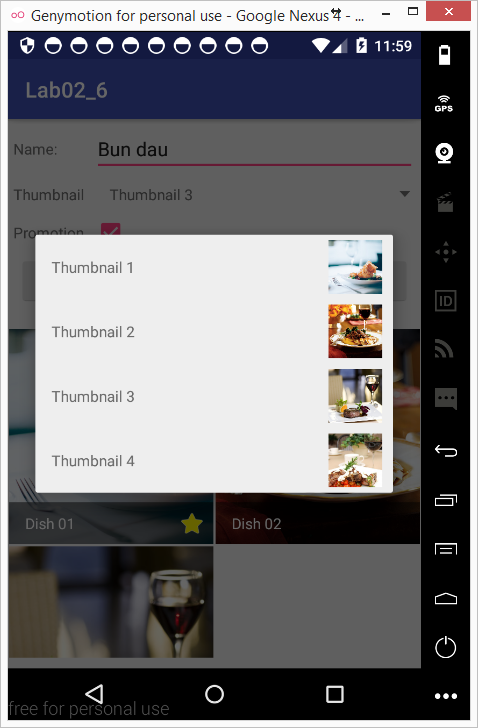 Genymotion for personal use - Google Nexus 4 - ...
11:59
GPS
Lab02_6
Name: Bun dau
Thumbnail Thumbnail 3
Promotion
ID
Thumbnail 1
Thumbnail 2
Thumbnail 3
Thumbnail 4
Dish 01
Dish 02
free for personal use